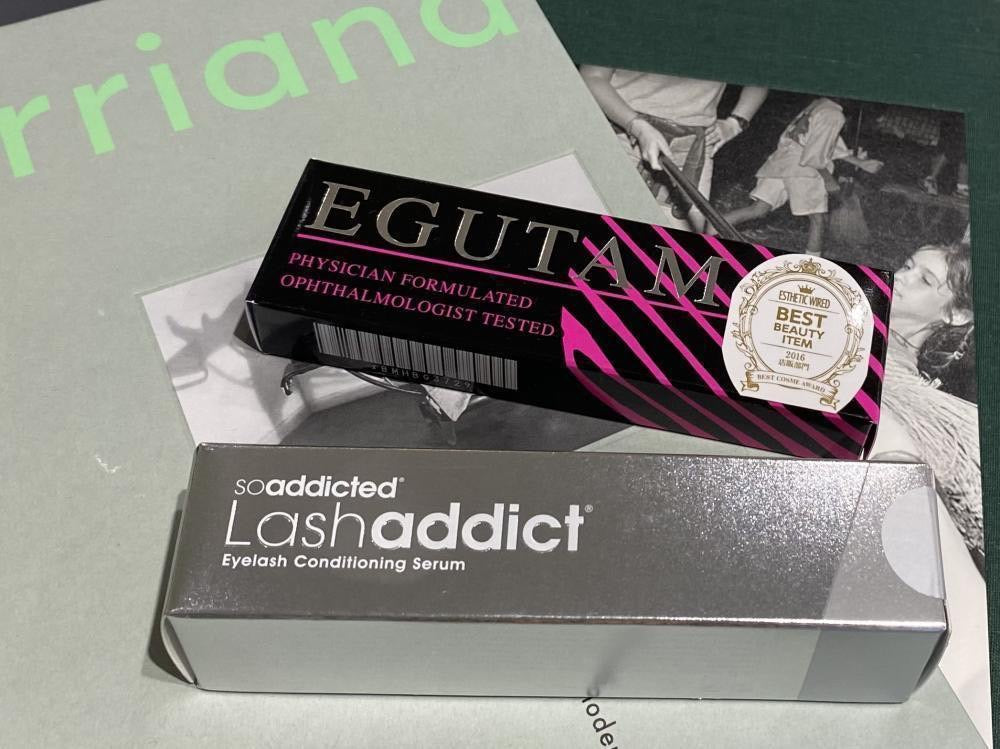 rriand
EGUTAM
PHYSICIAN FORMULATED
OPHTHALMOLOGIST TESTED
ESTHETIC WIRED
BEST
BEAUTY
ITEM
2016
BEST COSME AWARD
soaddicted®
Lashaddict®
Eyelash Conditioning Serum